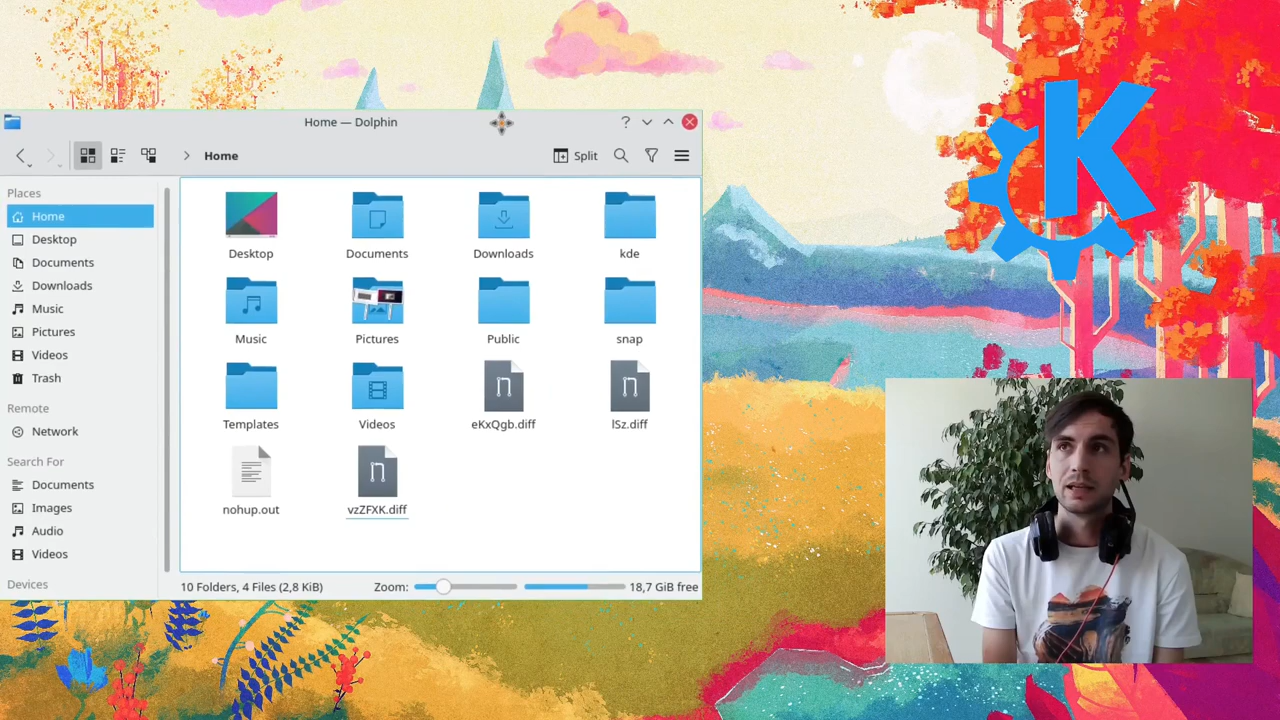 Home — Dolphin
?
Home
Split
Places
Home
Desktop
Documents
Downloads
Music
Pictures
Videos
Trash
Remote
Network
Search For
Documents
Images
Audio
Videos
Devices
Desktop
Documents
Downloads
kde
Music
Pictures
Public
snap
Templates
Videos
eKxQgb.diff
lSz.diff
nohup.out
vzZFXK.diff
10 Folders, 4 Files (2,8 KiB)
Zoom:
18,7 GiB free
K